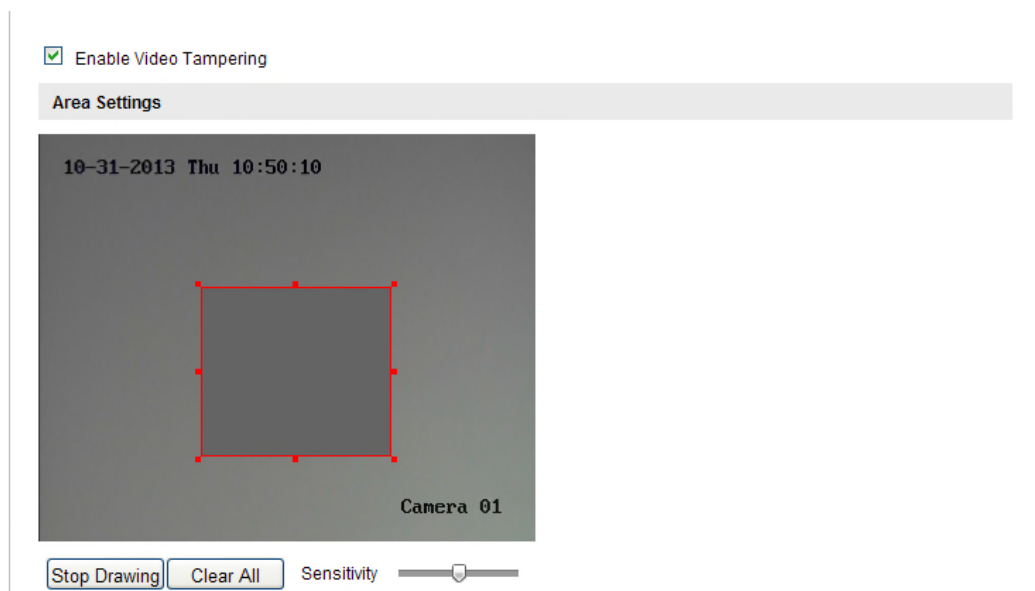 Enable Video Tampering
Area Settings
10-31-2013 Thu 10:50:10
Camera 01
Stop Drawing Clear All Sensitivity